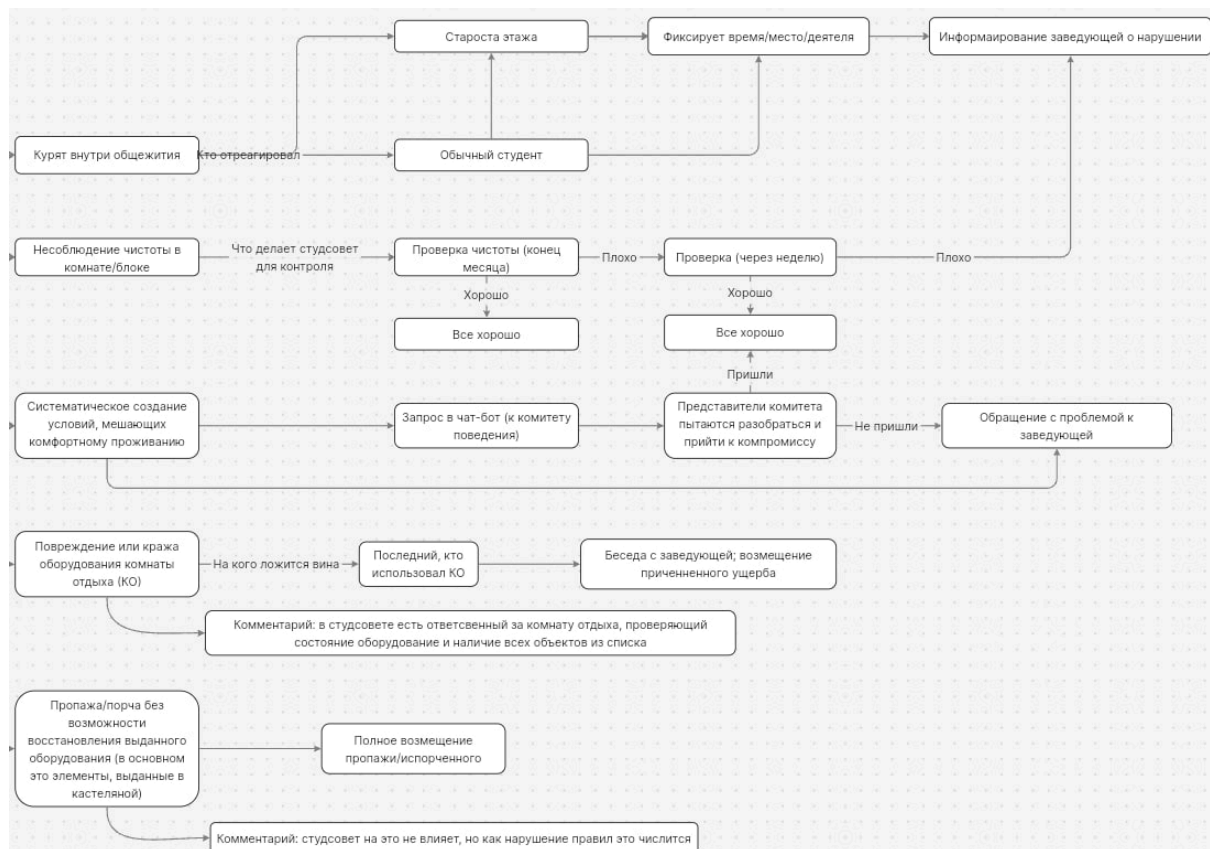 Староста этажа
Фиксирует время/место/деятеля
Информаирование заведующей о нарушении
Курят внутри общежития
Кто отреагировал
Обычный студент
Несоблюдение чистоты в
комнате/блоке
Что делает студсовет
для контроля
Проверка чистоты (конец
месяца)
Плохо
Проверка (через неделю)
Плохо
Хорошо
Хорошо
Все хорошо
Все хорошо
Пришли
Систематическое создание
условий, мешающих
комфортному проживанию
Запрос в чат-бот (к комитету
поведения)
Представители комитета
пытаются разобраться и
прийти к компромиссу
Не пришли
Обращение с проблемой к
заведующей
Повреждение или кража
оборудования комнаты
отдыха (КО)
На кого ложится вина
Последний, кто
использовал КО
Беседа с заведующей; возмещение
приченненого ущерба
Комментарий: в студсовете есть ответсвенный за комнату отдыха, проверяющий
состояние оборудование и наличие всех объектов из списка
Пропажа/порча без
возможности
восстановления выданного
оборудования (в основном
это элементы, выданные в
кастеляной)
Полное возмещение
пропажи/испорченного
Комментарий: студсовет на это не влияет, но как нарушение правил это числится